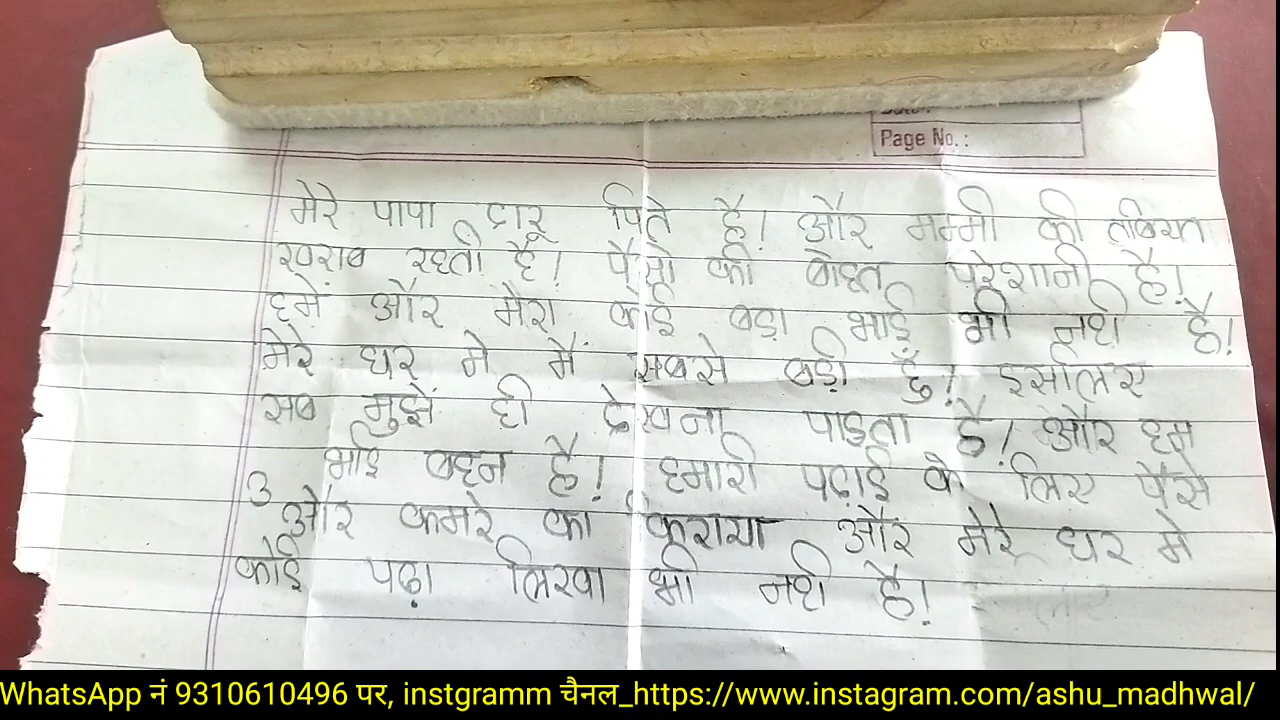 Page No. :
मेरे पापा दारू पिते है! और मम्मी की तबियत
खराब रहती है! पैसो की बोहत परेशानी है!
हमें और मेरा कोई बड़ा भाई भी नही है!
मेरे घर मे मैं सबसे बड़ी हूँ! इसलिए
सब मुझें ही देखना पाड़ता है! और हम
3 भाई बहन है! हमारी पढ़ाई के लिए पैसे
और कमरे का किराया और मेरे घर मे
कोई पढ़ा लिखा भी नही है!
WhatsApp नं 9310610496 पर, instgramm चैनल_https://www.instagram.com/ashu_madhwal/